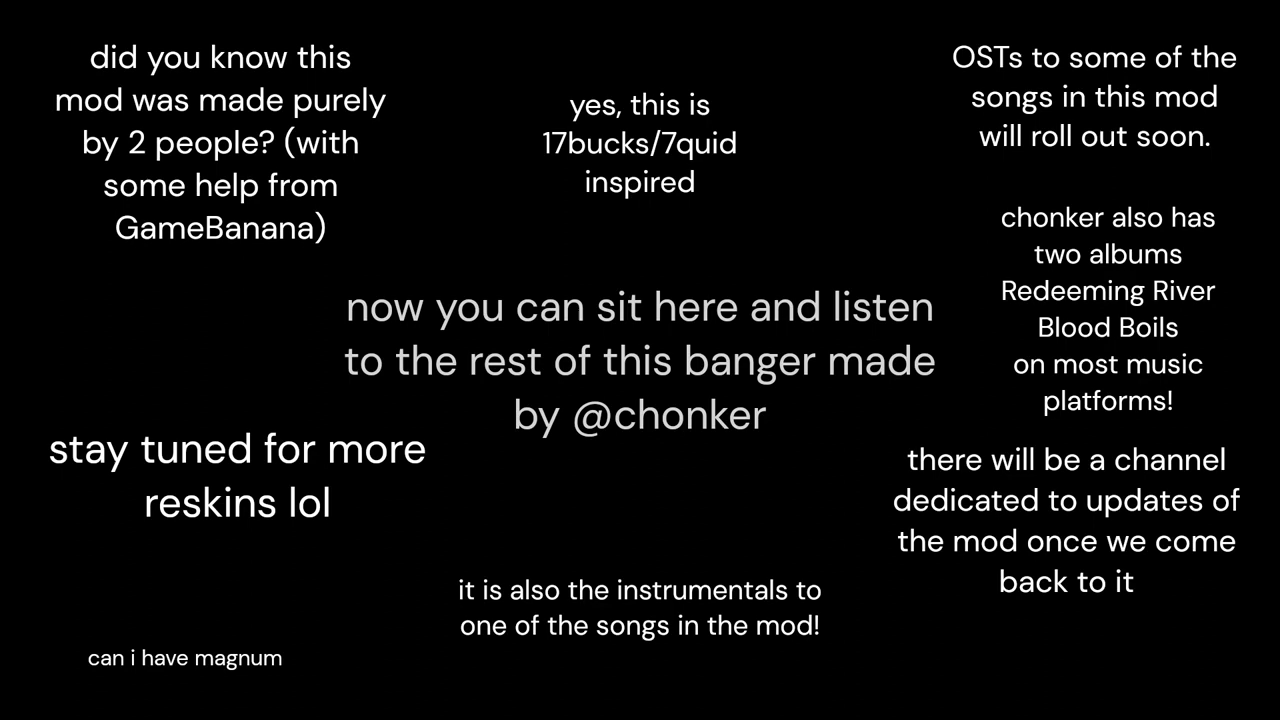 did you know this
mod was made purely
by 2 people? (with
some help from
GameBanana)
yes, this is
17bucks/7quid
inspired
OSTs to some of the
songs in this mod
will roll out soon.
chonker also has
two albums
Redeeming River
Blood Boils
on most music
platforms!
now you can sit here and listen
to the rest of this banger made
by @chonker
stay tuned for more
reskins lol
there will be a channel
dedicated to updates of
the mod once we come
back to it
it is also the instrumentals to
one of the songs in the mod!
can i have magnum